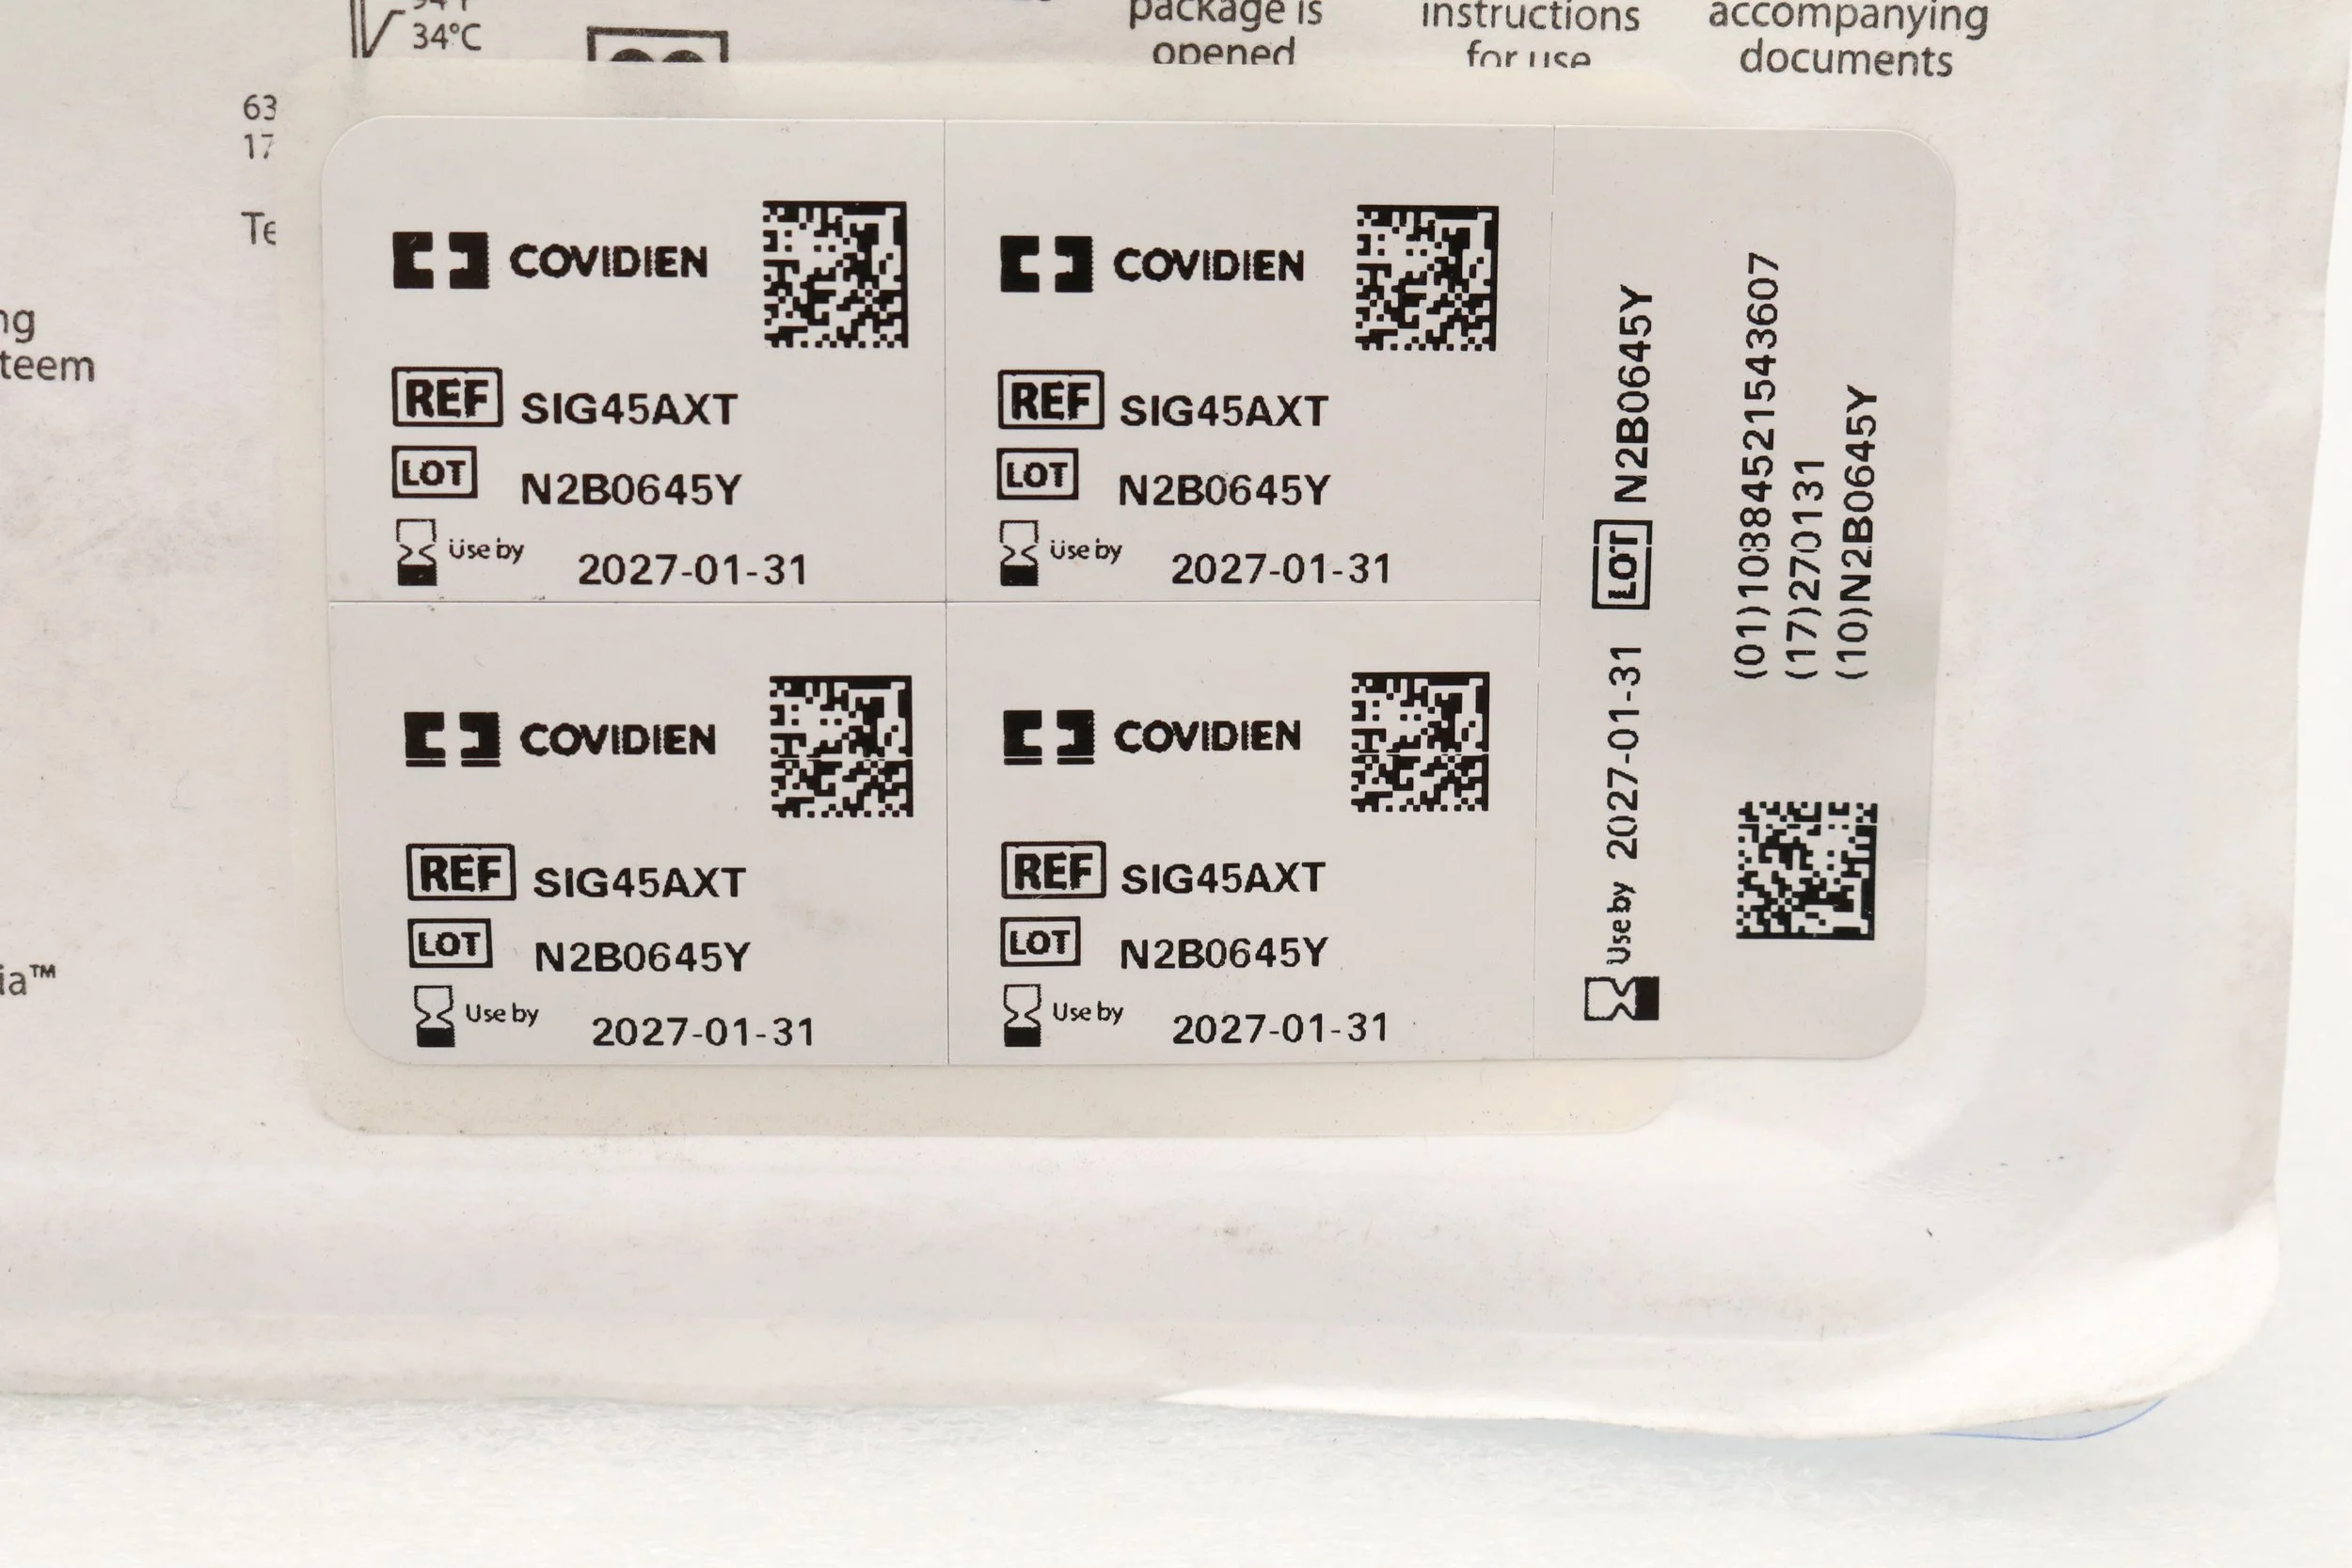 34°C
package is
opened
instructions
for use
accompanying
documents
63
17
ng
teem
ia™
COVIDIEN
REF SIG45AXT
LOT N2B0645Y
Use by 2027-01-31
COVIDIEN
REF SIG45AXT
LOT N2B0645Y
Use by 2027-01-31
COVIDIEN
REF SIG45AXT
LOT N2B0645Y
Use by 2027-01-31
COVIDIEN
REF SIG45AXT
LOT N2B0645Y
Use by 2027-01-31
Use by 2027-01-31 LOT N2B0645Y
(01)10884521543607
(17)270131
(10)N2B0645Y